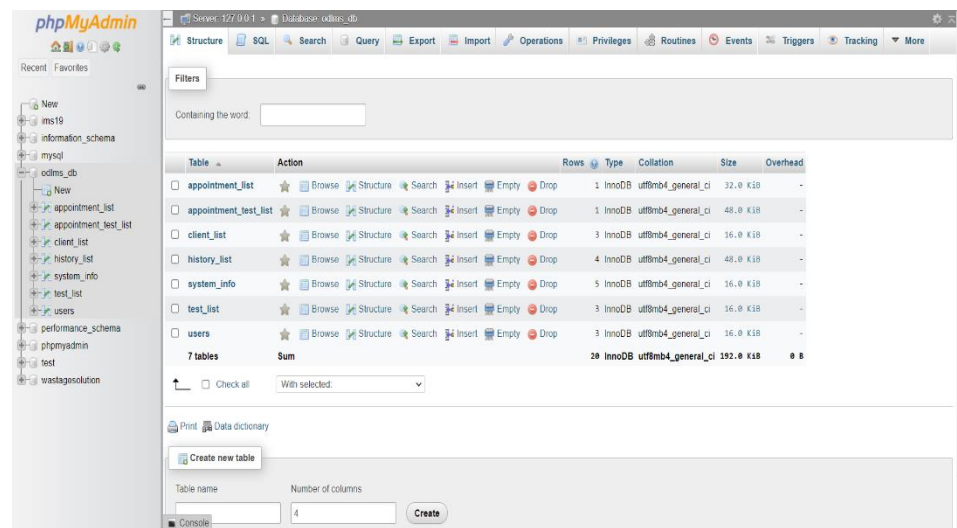 phpMyAdmin
Recent Favorites
New
ims19
information_schema
mysql
odlms_db
New
appointment_list
appointment_test_list
client_list
history_list
system_info
test_list
users
performance_schema
phpmyadmin
test
wastagesolution
Server: 127.0.0.1 » Database: odlms_db
Structure SQL Search Query Export Import Operations Privileges Routines Events Triggers Tracking More
Filters
Containing the word:
Table Action Rows Type Collation Size Overhead
appointment_list Browse Structure Search Insert Empty Drop 1 InnoDB utf8mb4_general_ci 32.0 KiB -
appointment_test_list Browse Structure Search Insert Empty Drop 1 InnoDB utf8mb4_general_ci 48.0 KiB -
client_list Browse Structure Search Insert Empty Drop 3 InnoDB utf8mb4_general_ci 16.0 KiB -
history_list Browse Structure Search Insert Empty Drop 4 InnoDB utf8mb4_general_ci 48.0 KiB -
system_info Browse Structure Search Insert Empty Drop 5 InnoDB utf8mb4_general_ci 16.0 KiB -
test_list Browse Structure Search Insert Empty Drop 3 InnoDB utf8mb4_general_ci 16.0 KiB -
users Browse Structure Search Insert Empty Drop 3 InnoDB utf8mb4_general_ci 16.0 KiB -
7 tables Sum 20 InnoDB utf8mb4_general_ci 192.0 KiB 0 B
Check all With selected:
Print Data dictionary
Create new table
Table name Number of columns
4 Create
Console